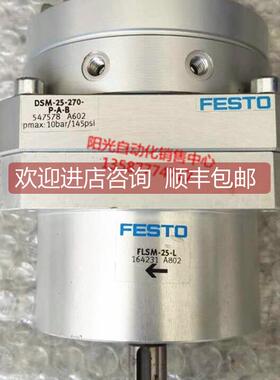 DSM-25-270-
P-A-B
547578 A602
pmax:10bar/145psi
FESTO
阳光自动化销售中心
欢迎进店咨询 顺丰包邮
FESTO
FLSM-25-L
164231 A802